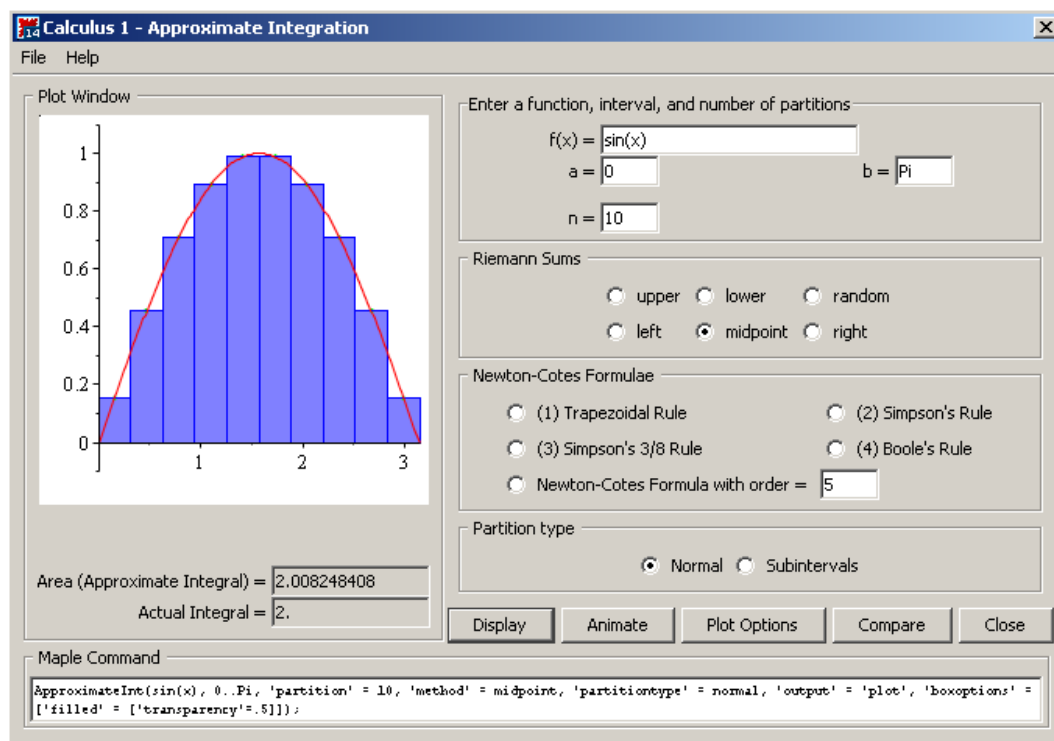 Calculus 1 - Approximate Integration
File Help
Plot Window
1
0.8
0.6
0.4
0.2
0
1 2 3
Area (Approximate Integral) = 2.008248408
Actual Integral = 2.
Enter a function, interval, and number of partitions
f(x) = sin(x)
a = 0 b = Pi
n = 10
Riemann Sums
upper lower random
left midpoint right
Newton-Cotes Formulae
(1) Trapezoidal Rule (2) Simpson's Rule
(3) Simpson's 3/8 Rule (4) Boole's Rule
Newton-Cotes Formula with order = 5
Partition type
Normal Subintervals
Display Animate Plot Options Compare Close
Maple Command
ApproximateInt(sin(x), 0..Pi, 'partition' = 10, 'method' = midpoint, 'partitiontype' = normal, 'output' = 'plot', 'boxoptions' =
['filled' = ['transparency'=.5]]);